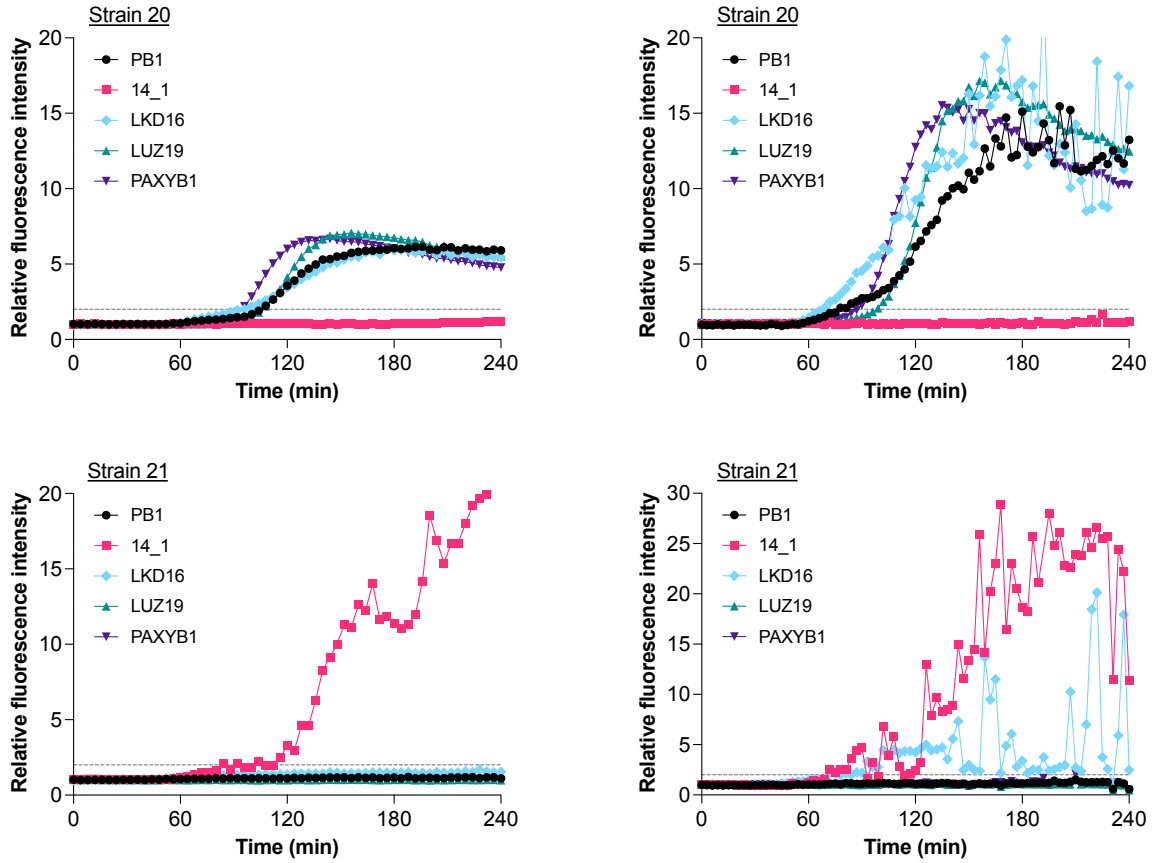 Strain 20
Relative fluorescence intensity
20
15
10
5
0
PB1
14_1
LKD16
LUZ19
PAXYB1
0 60 120 180 240
Time (min)
Strain 20
Relative fluorescence intensity
20
15
10
5
0
PB1
14_1
LKD16
LUZ19
PAXYB1
0 60 120 180 240
Time (min)
Strain 21
Relative fluorescence intensity
20
15
10
5
0
PB1
14_1
LKD16
LUZ19
PAXYB1
0 60 120 180 240
Time (min)
Strain 21
Relative fluorescence intensity
30
25
20
15
10
5
0
PB1
14_1
LKD16
LUZ19
PAXYB1
0 60 120 180 240
Time (min)